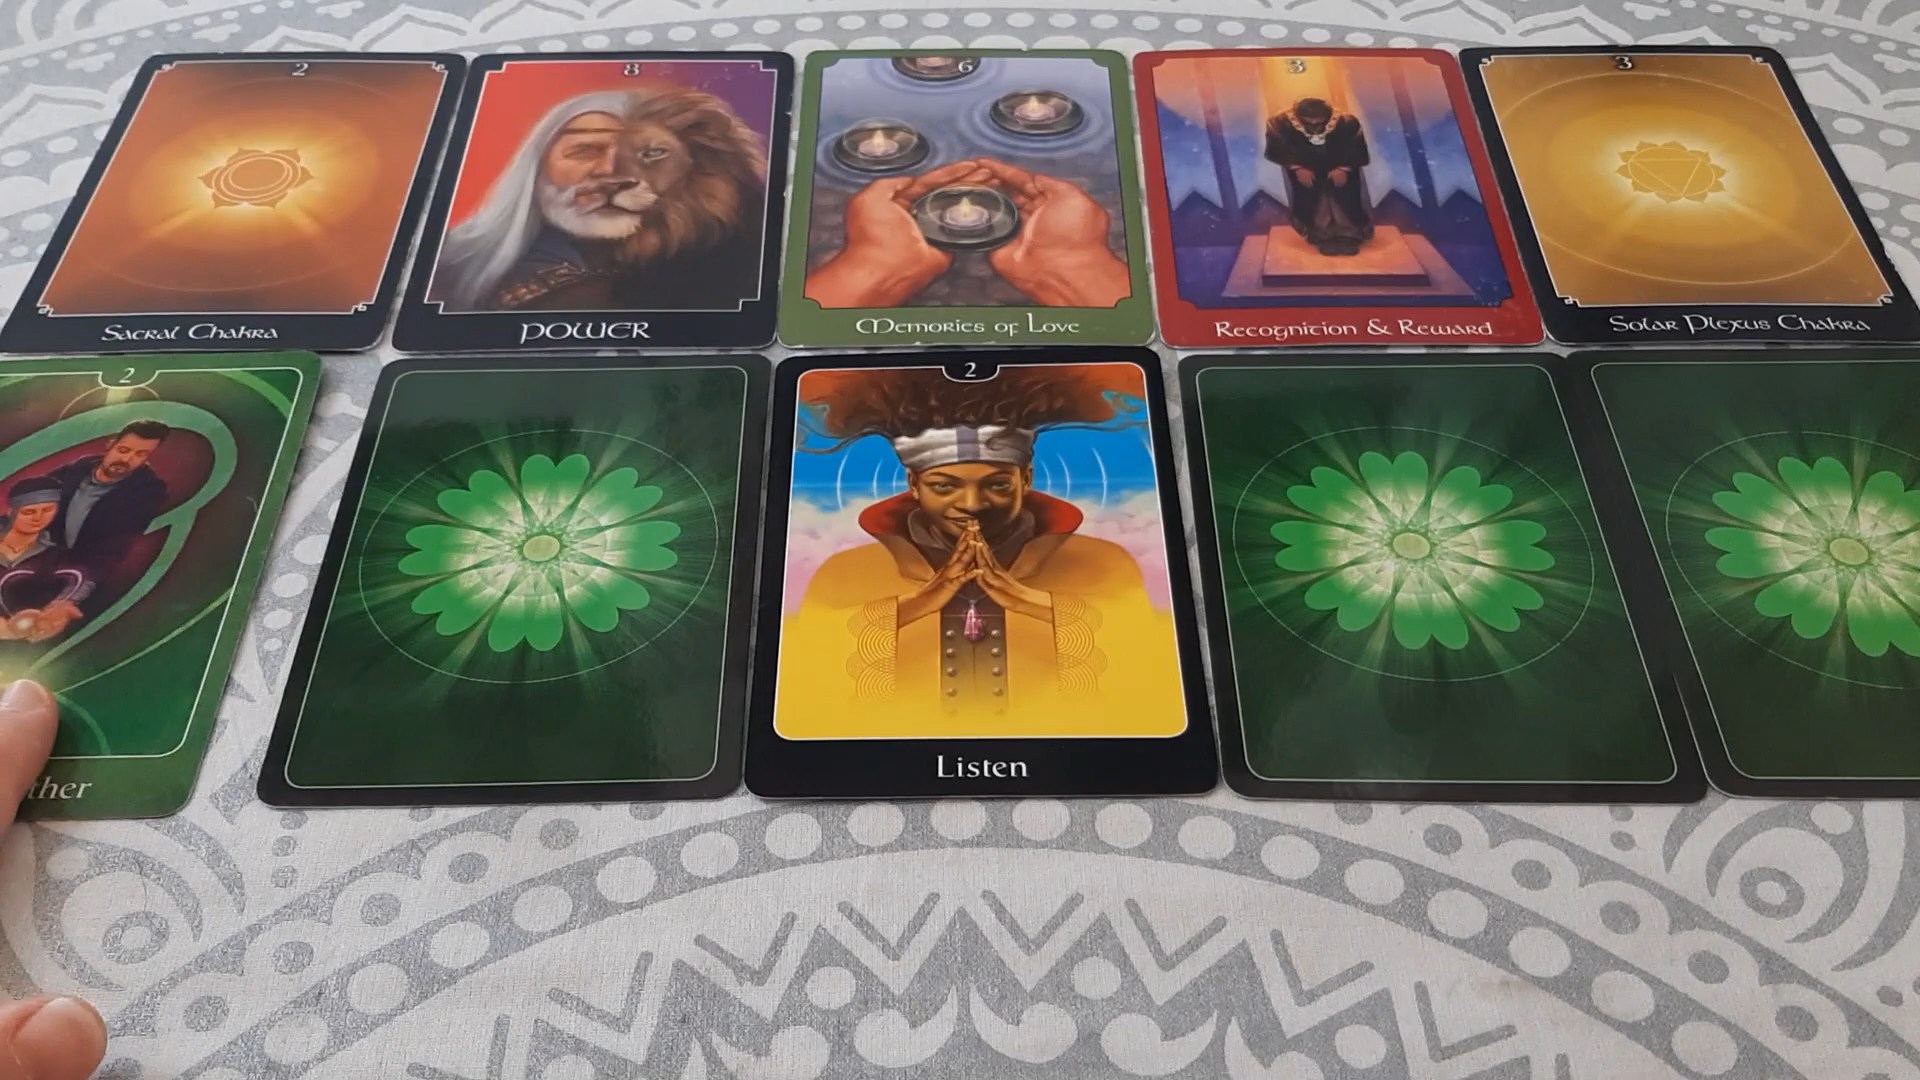 2
8
6
3
3
Sacral Chakra
POWER
Memories of Love
Recognition & Reward
Solar Plexus Chakra
2
2
ther
Listen